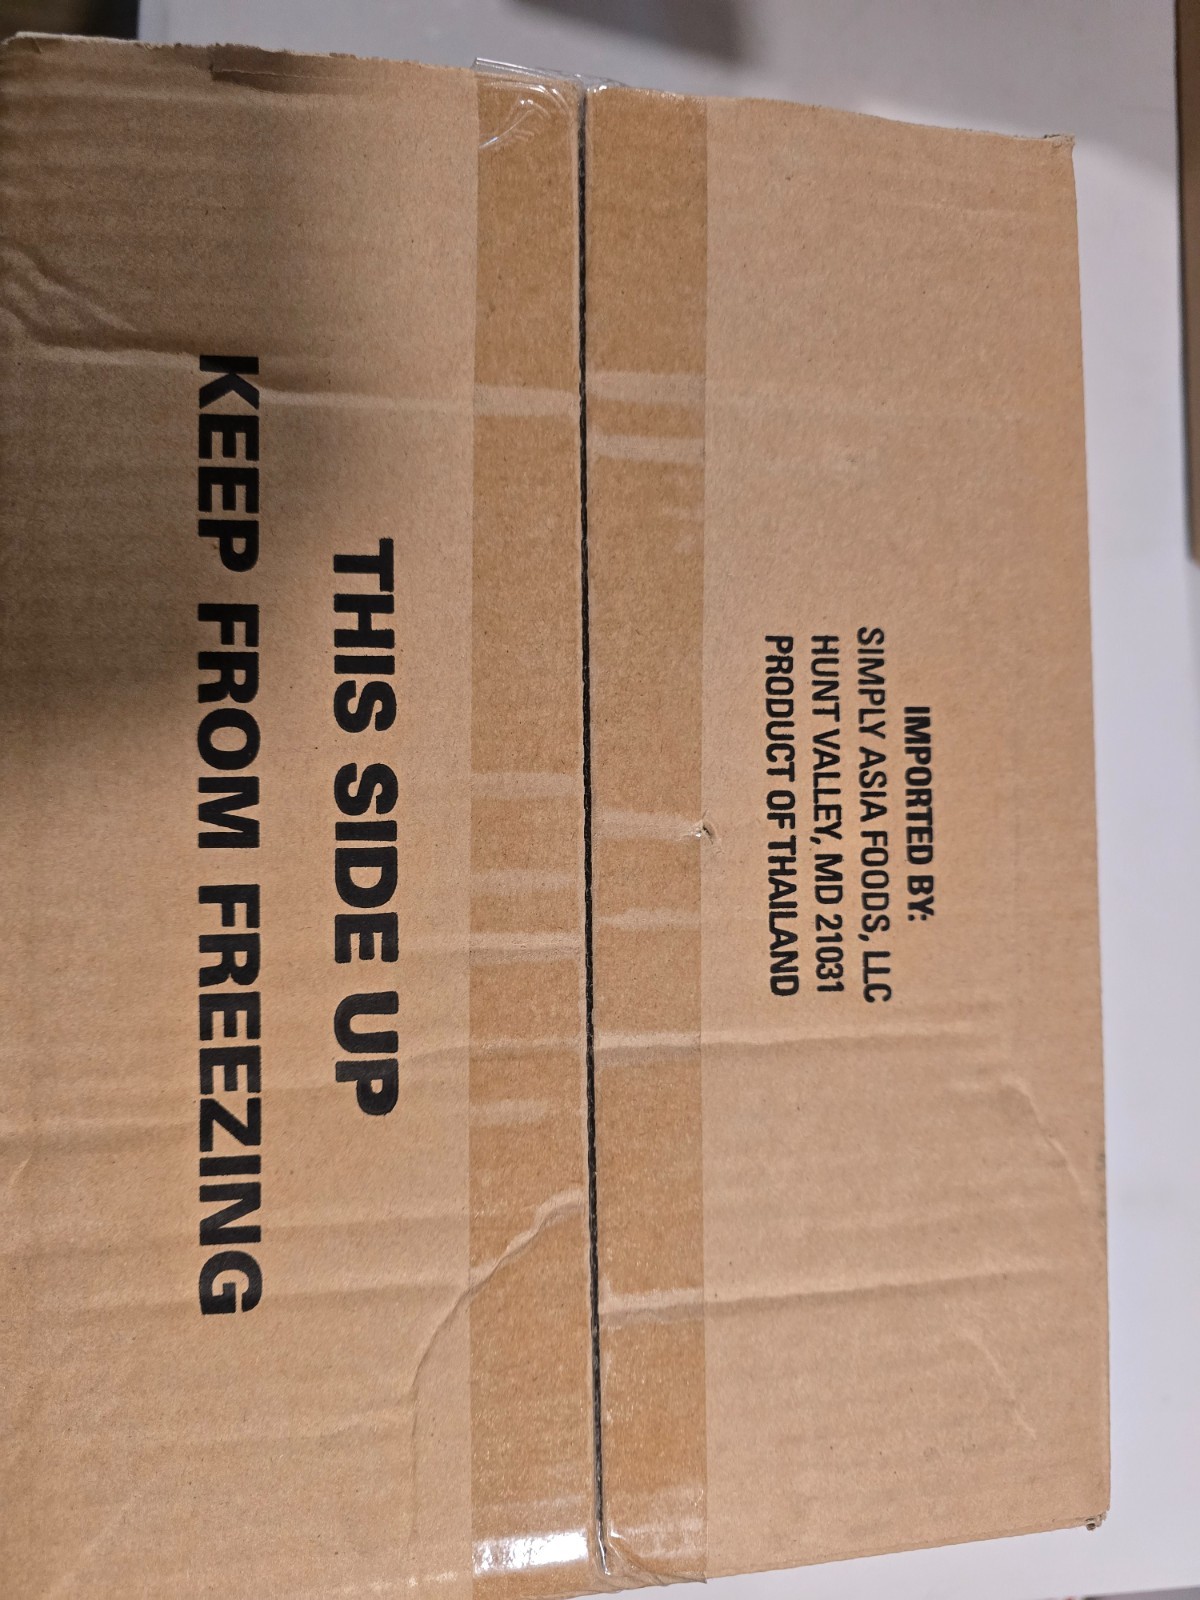 IMPORTED BY:
SIMPLY ASIA FOODS, LLC
HUNT VALLEY, MD 21031
PRODUCT OF THAILAND
THIS SIDE UP
KEEP FROM FREEZING